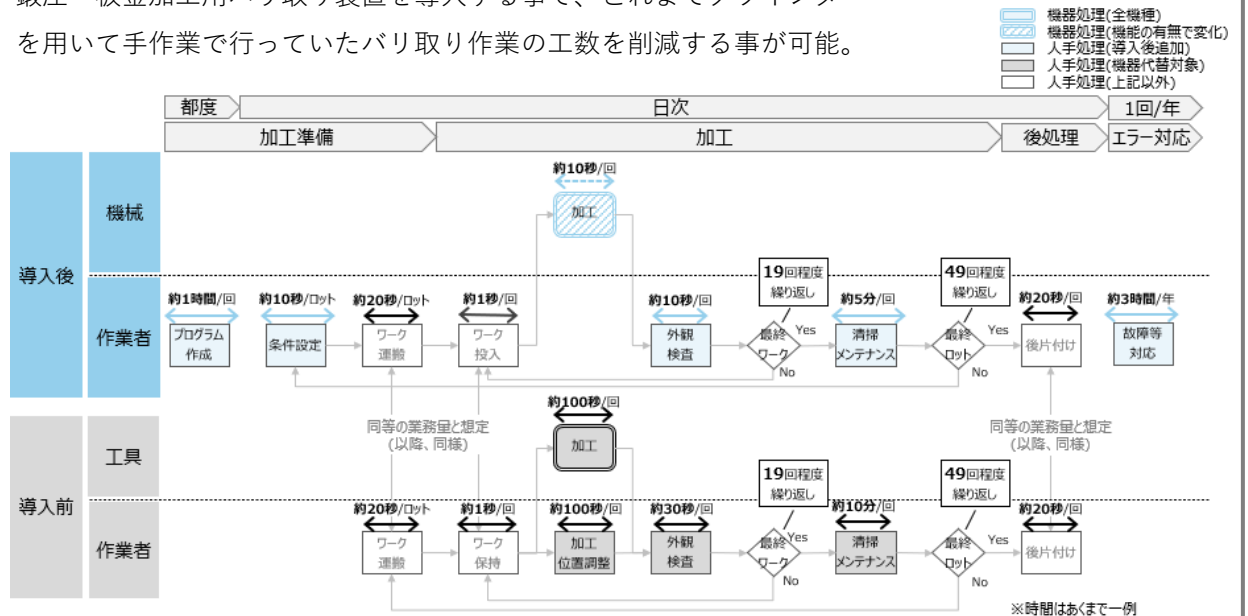 鍛圧・板金加工用バリ取り装置を導入する事で、これまでグラインダ
を用いて手作業で行っていたバリ取り作業の工数を削減する事が可能。
機器処理(全機種)
機器処理(機能の有無で変化)
人手処理(導入後追加)
人手処理(機器代替対象)
人手処理(上記以外)
都度
日次
1回/年
加工準備
加工
後処理
エラー対応
導入後
機械
約10秒/回
加工
作業者
約1時間/回
プログラム
作成
約10秒/ロット
条件設定
約20秒/ロット
ワーク
運搬
約1秒/回
ワーク
投入
約10秒/回
外観
検査
19回程度
繰り返し
最終
ワーク
Yes
No
約5分/回
清掃
メンテナンス
49回程度
繰り返し
最終
ロット
Yes
No
約20秒/回
後片付け
約3時間/年
故障等
対応
同等の業務量と想定
(以降、同様)
同等の業務量と想定
(以降、同様)
導入前
工具
約100秒/回
加工
作業者
約20秒/ロット
ワーク
運搬
約1秒/回
ワーク
保持
約100秒/回
加工
位置調整
約30秒/回
外観
検査
19回程度
繰り返し
最終
ワーク
Yes
No
約10分/回
清掃
メンテナンス
49回程度
繰り返し
最終
ロット
Yes
No
約20秒/回
後片付け
※時間はあくまで一例